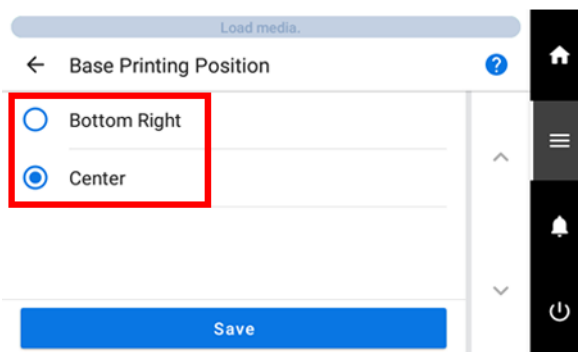 Load media.
Base Printing Position
?
Bottom Right
Center
Save